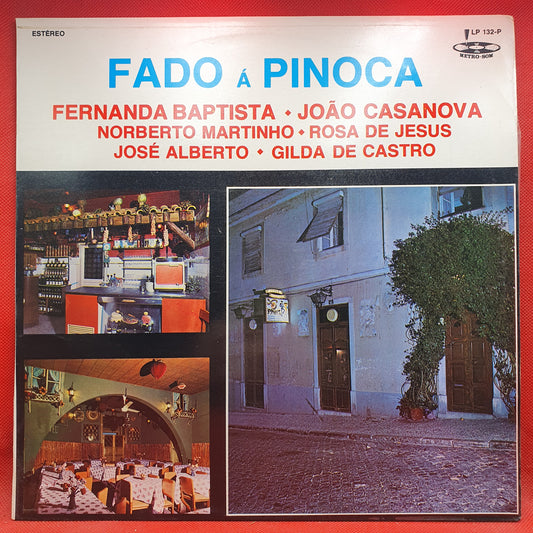 ESTÉREO
LP 132-P
METRO-SOM
FADO Á PINOCA
FERNANDA BAPTISTA • JOÃO CASANOVA
NORBERTO MARTINHO • ROSA DE JESUS
JOSÉ ALBERTO • GILDA DE CASTRO